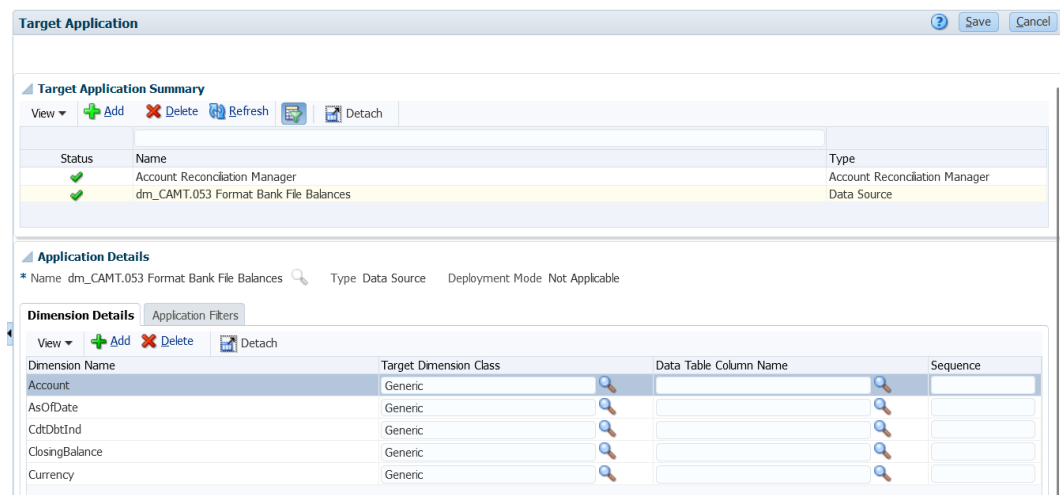 Target Application ? Save Cancel
Target Application Summary
View Add Delete Refresh Detach
Status Name Type
Account Reconciliation Manager Account Reconciliation Manager
dm_CAMT.053 Format Bank File Balances Data Source
Application Details
* Name dm_CAMT.053 Format Bank File Balances Type Data Source Deployment Mode Not Applicable
Dimension Details Application Filters
View Add Delete Detach
Dimension Name Target Dimension Class Data Table Column Name Sequence
Account Generic
AsOfDate Generic
CdtDbtInd Generic
ClosingBalance Generic
Currency Generic